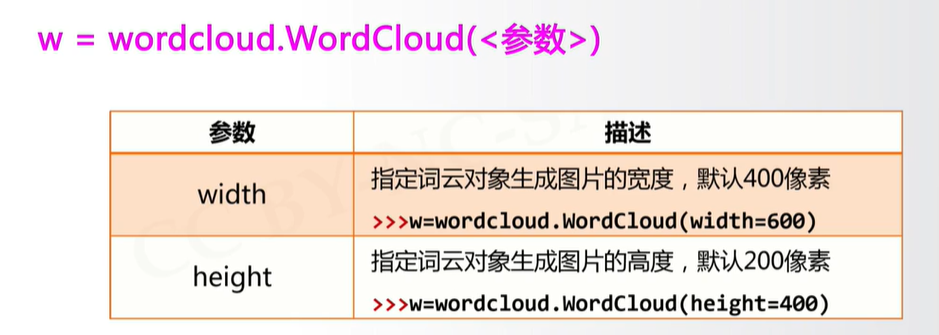 w = wordcloud.WordCloud(<参数>)
参数 描述
width
指定词云对象生成图片的宽度，默认400像素
>>>w=wordcloud.WordCloud(width=600)
height
指定词云对象生成图片的高度，默认200像素
>>>w=wordcloud.WordCloud(height=400)
CC BY-NC-SA